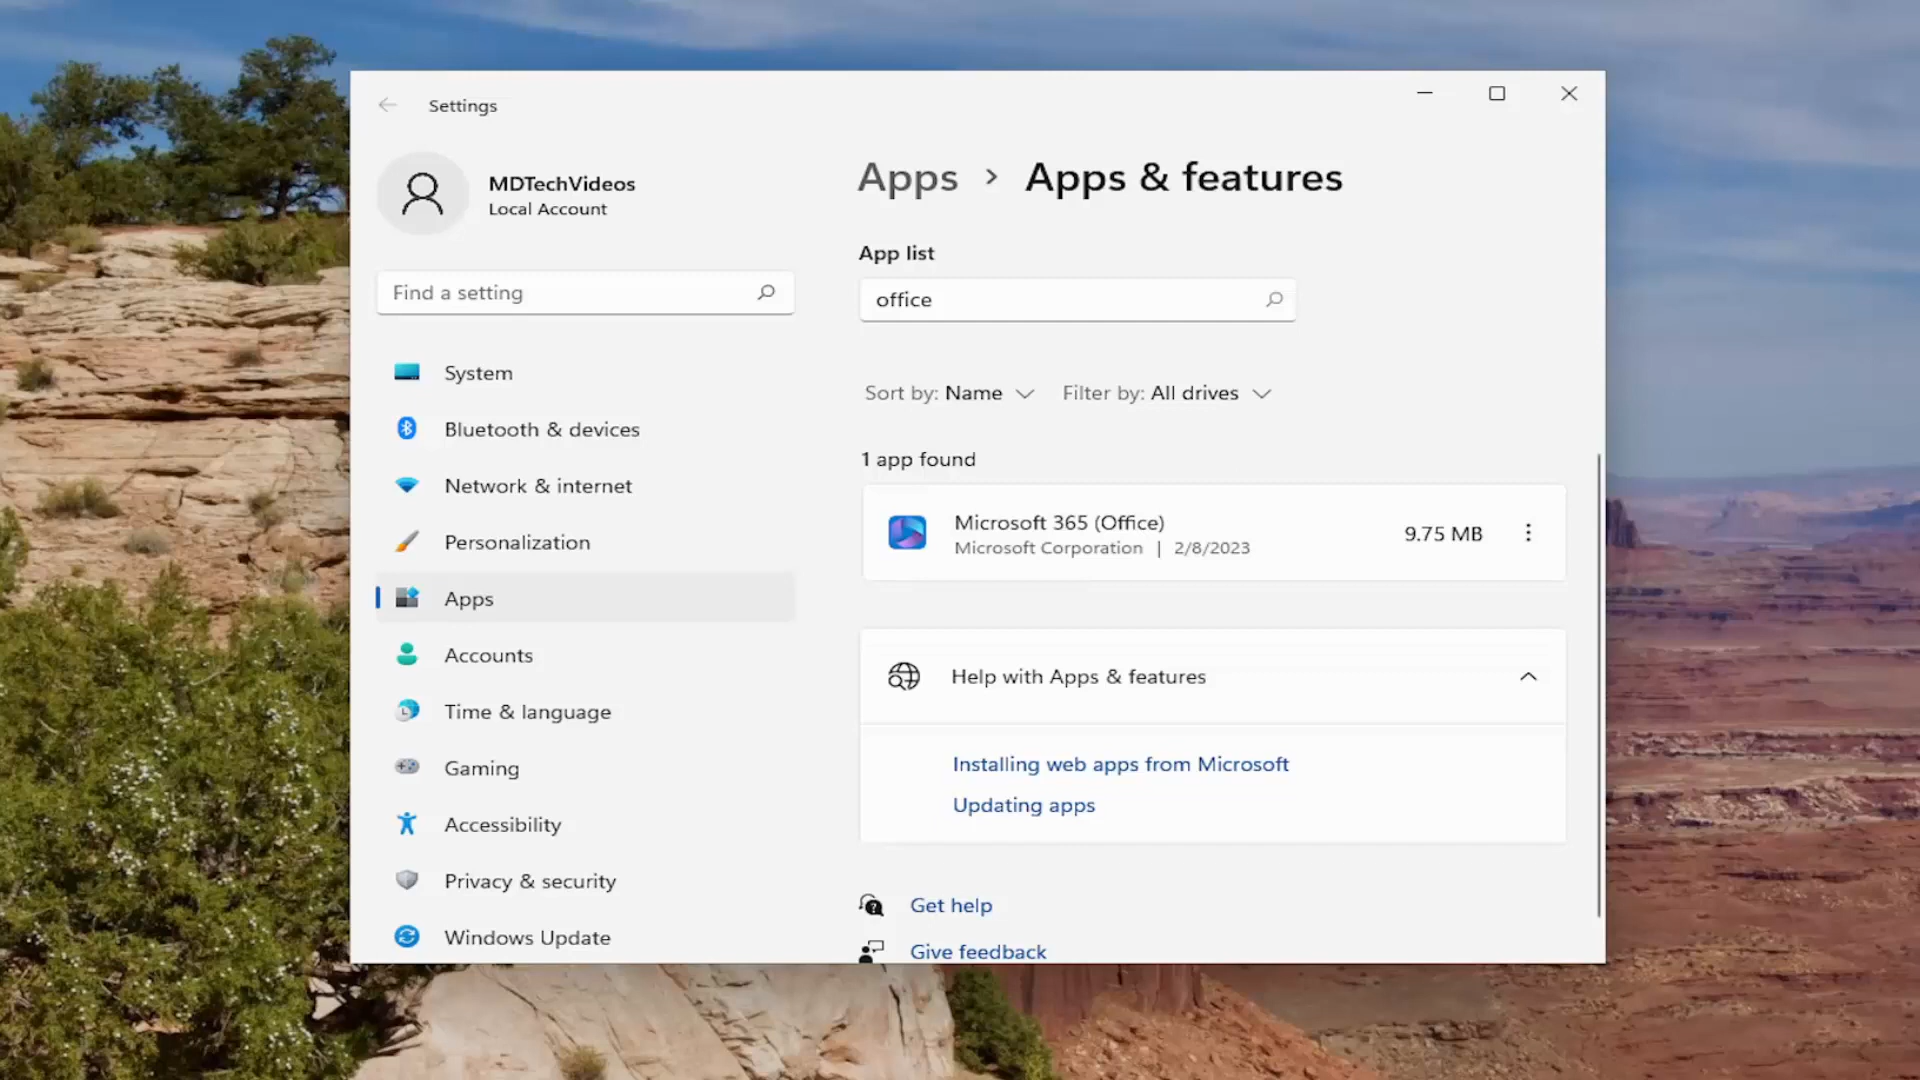 Settings
MDTechVideos
Local Account
Find a setting
System
Bluetooth & devices
Network & internet
Personalization
Apps
Accounts
Time & language
Gaming
Accessibility
Privacy & security
Windows Update
Apps > Apps & features
App list
office
Sort by: Name Filter by: All drives
1 app found
Microsoft 365 (Office)
Microsoft Corporation | 2/8/2023
9.75 MB
Help with Apps & features
Installing web apps from Microsoft
Updating apps
Get help
Give feedback